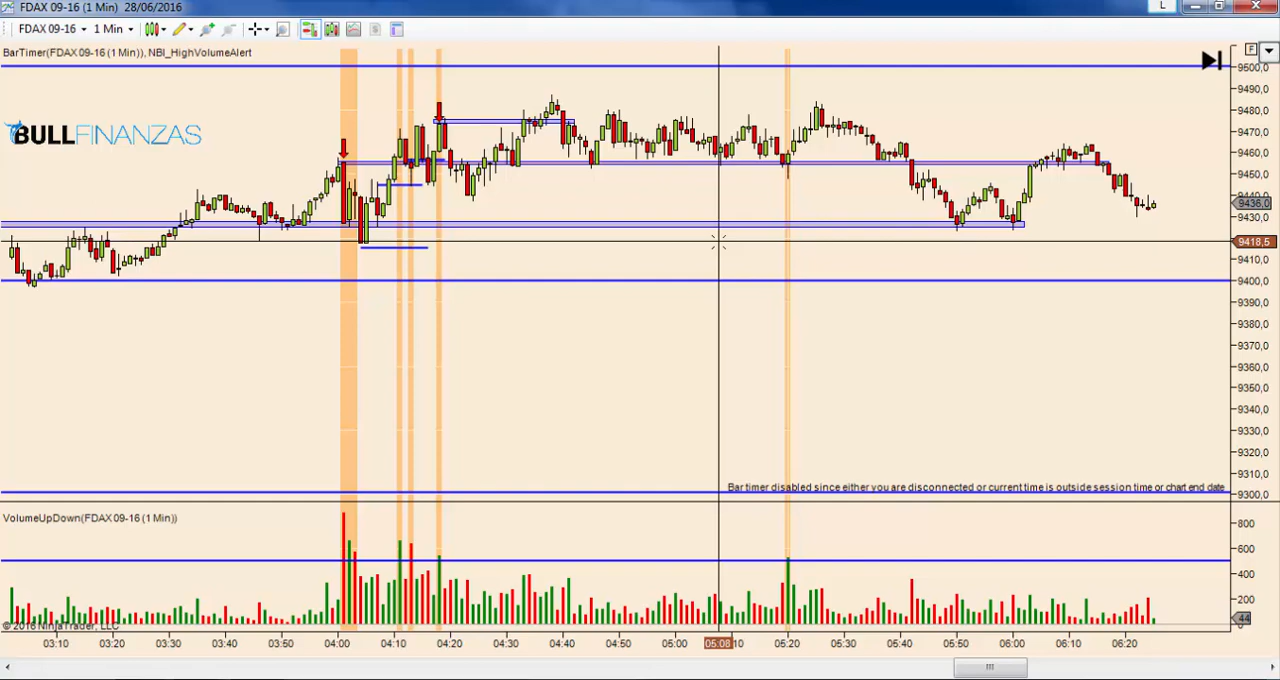 FDAX 09-16 (1 Min) 28/06/2016
L
FDAX 09-16 1 Min
BarTimer(FDAX 09-16 (1 Min)), NBI_HighVolumeAlert
F
BULLFINANZAS
9500,0
9480,0
9470,0
9460,0
9450,0
9440,0
9436,0
9430,0
9418,5
9410,0
9400,0
9390,0
9380,0
9370,0
9360,0
9350,0
9340,0
9330,0
9320,0
9310,0
9300,0
Bar timer disabled since either you are disconnected or current time is outside session time or chart end date
VolumeUpDown(FDAX 09-16 (1 Min))
800
600
400
200
44
© 2016 NinjaTrader, LLC
03:10 03:20 03:30 03:40 03:50 04:00 04:10 04:20 04:30 04:40 04:50 05:00 05:08 10 05:20 05:30 05:40 05:50 06:00 06:10 06:20